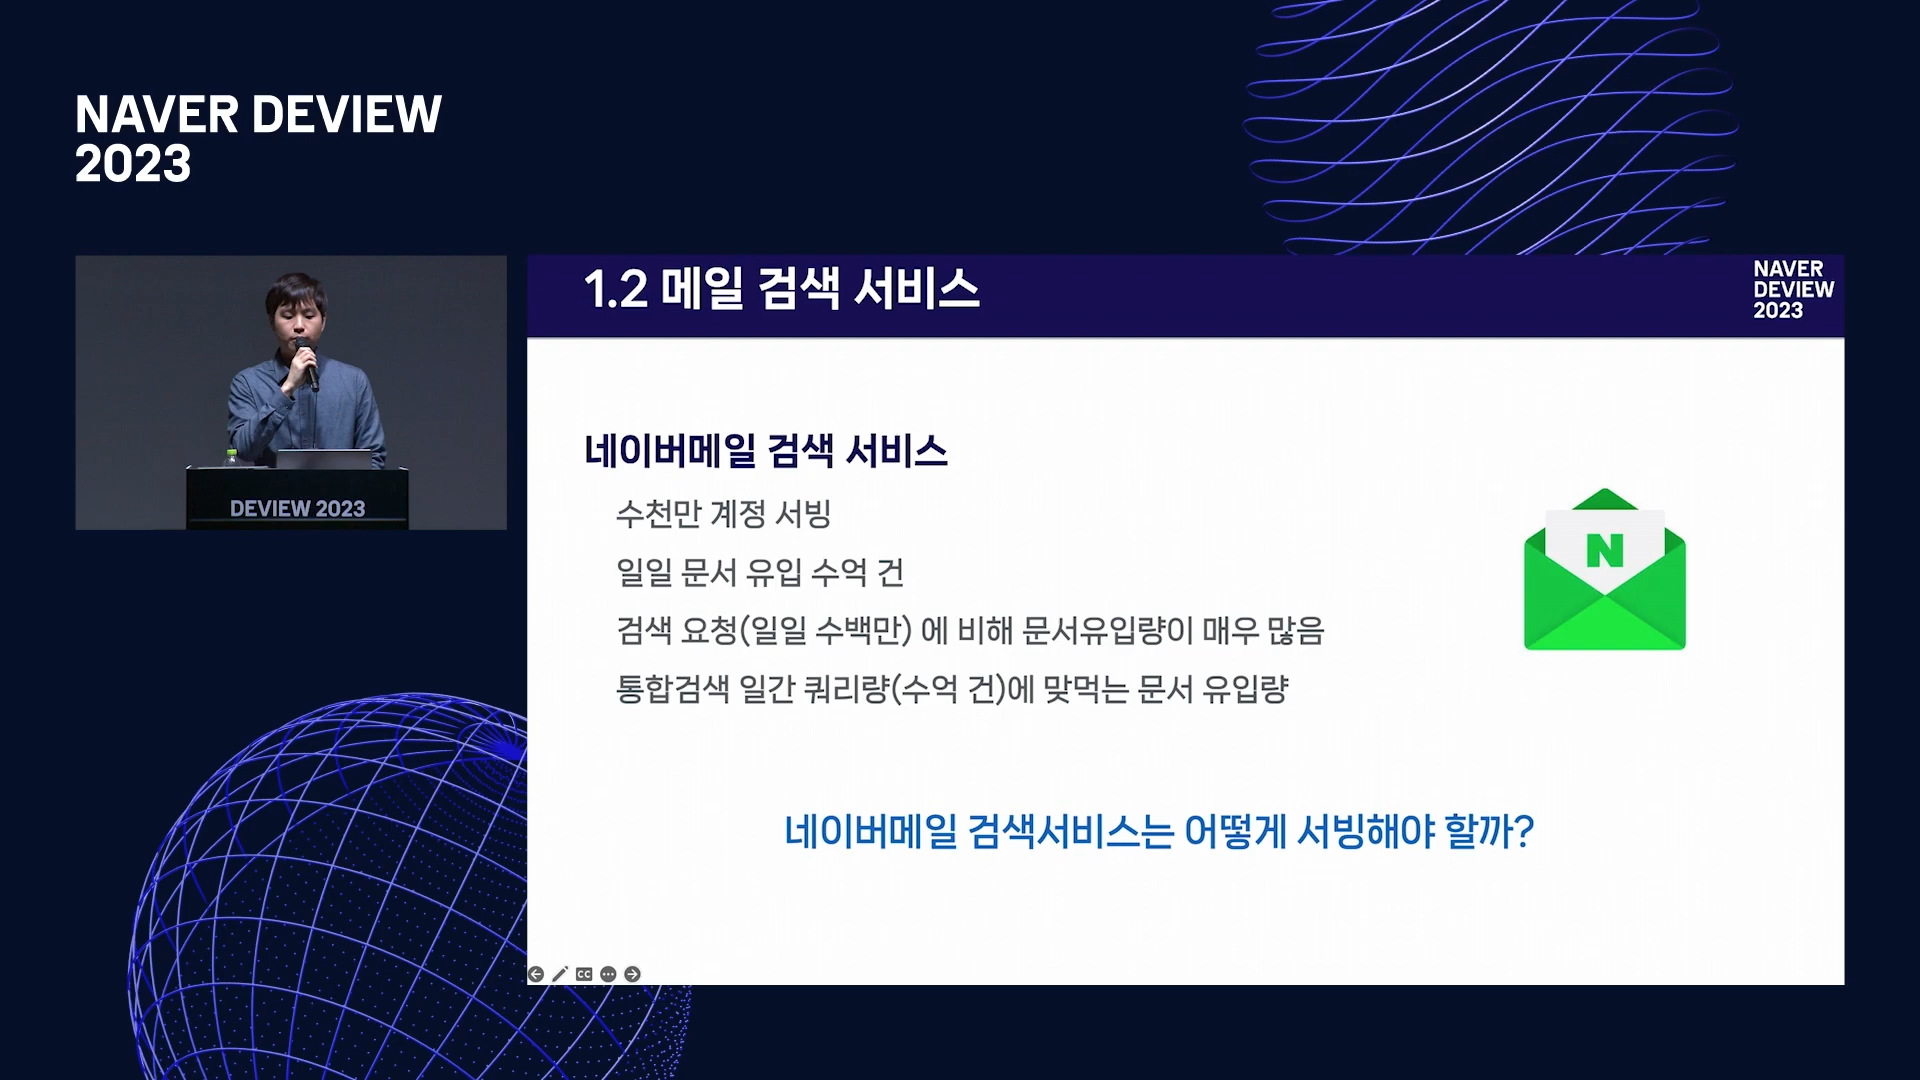 NAVER DEVIEW
2023
DEVIEW 2023
1.2 메일 검색 서비스
NAVER
DEVIEW
2023
네이버메일 검색 서비스
수천만 계정 서빙
일일 문서 유입 수억 건
검색 요청(일일 수백만) 에 비해 문서유입량이 매우 많음
통합검색 일간 쿼리량(수억 건)에 맞먹는 문서 유입량
N
네이버메일 검색서비스는 어떻게 서빙해야 할까?
CC